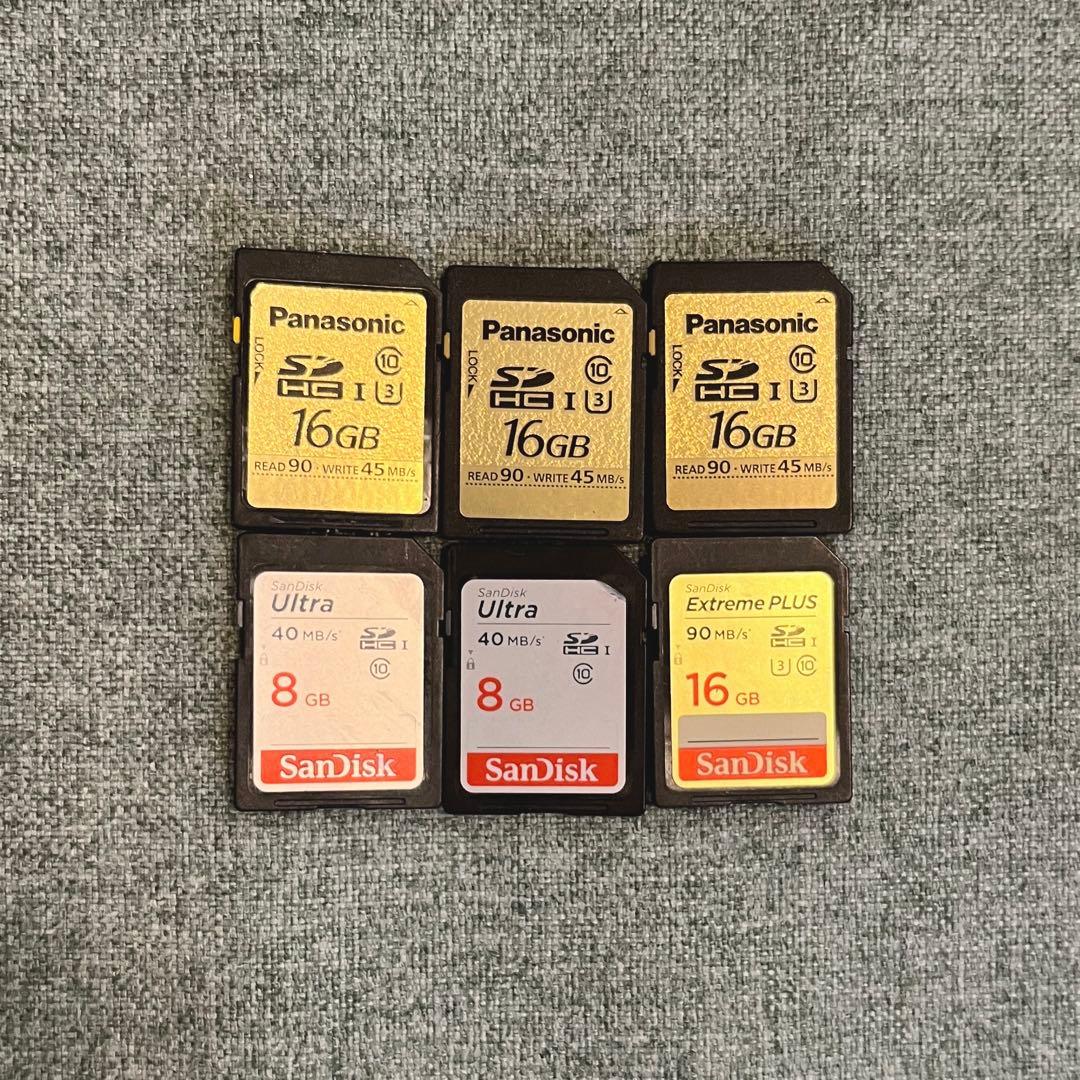 Panasonic
LOCK
SD
HC I
10
3
16GB
READ 90・WRITE 45 MB/s
Panasonic
LOCK
SD
HC I
10
3
16GB
READ 90・WRITE 45 MB/s
Panasonic
LOCK
SD
HC I
10
3
16GB
READ 90・WRITE 45 MB/s
SanDisk
Ultra
40 MB/s*
SD
HC I
10
8 GB
SanDisk
SanDisk
Ultra
40 MB/s*
SD
HC I
10
8 GB
SanDisk
SanDisk
Extreme PLUS
90 MB/s*
SD
HC I
3 10
16 GB
SanDisk